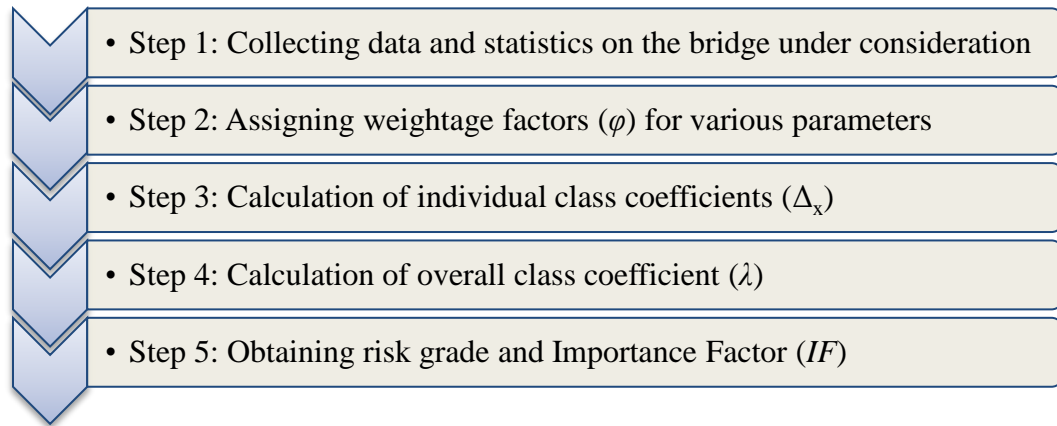 • Step 1: Collecting data and statistics on the bridge under consideration
• Step 2: Assigning weightage factors (φ) for various parameters
• Step 3: Calculation of individual class coefficients (Δₓ)
• Step 4: Calculation of overall class coefficient (λ)
• Step 5: Obtaining risk grade and Importance Factor (IF)